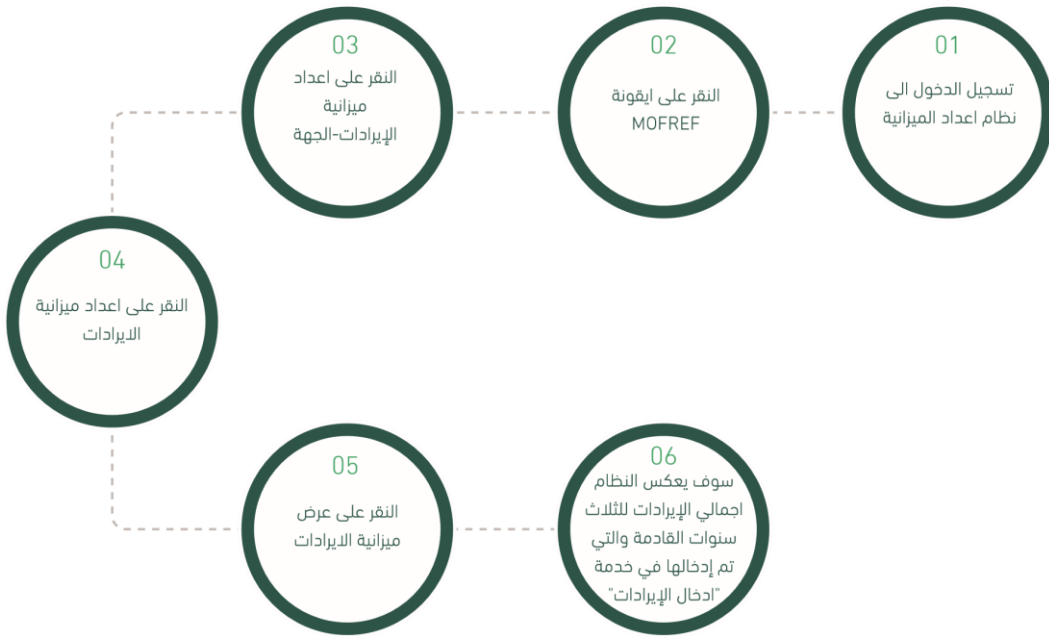 01
تسجيل الدخول الى
نظام اعداد الميزانية
02
النقر على ايقونة
MOFREF
03
النقر على اعداد
ميزانية
الإيرادات-الجهة
04
النقر على اعداد ميزانية
الايرادات
05
النقر على عرض
ميزانية الايرادات
06
سوف يعكس النظام
اجمالي الإيرادات للثلاث
سنوات القادمة والتي
تم إدخالها في خدمة
"ادخال الإيرادات"